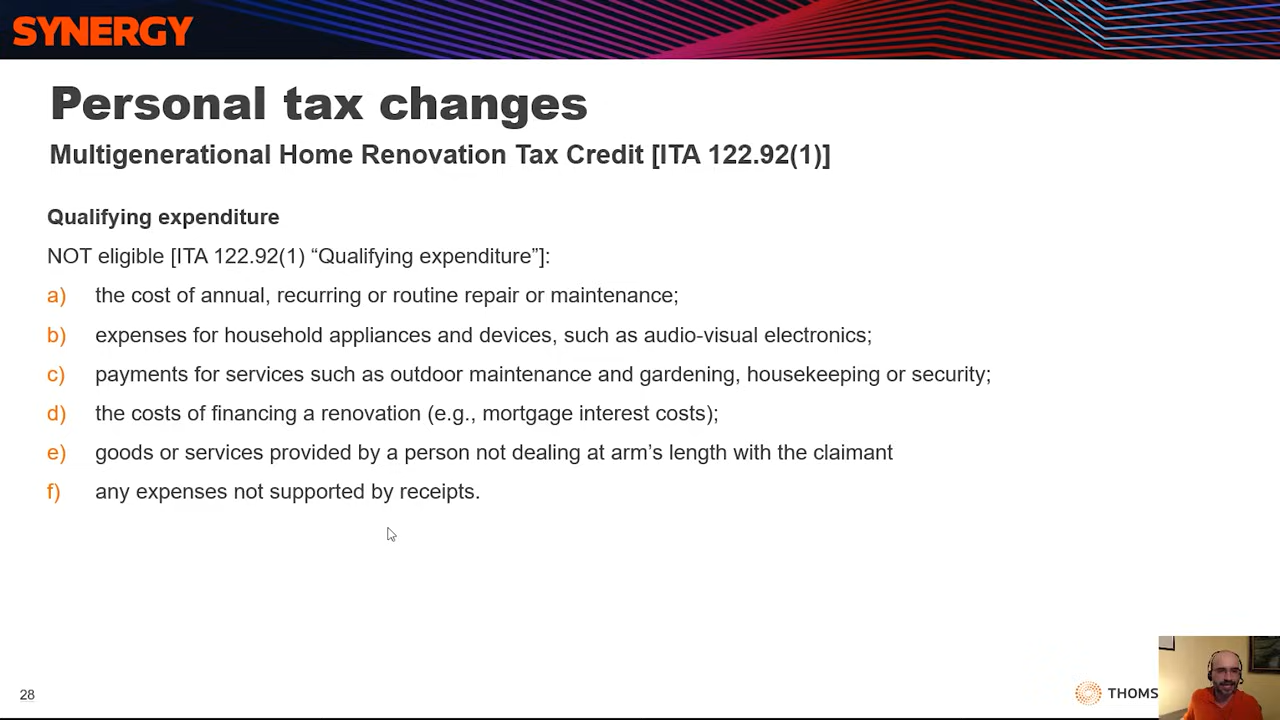 SYNERGY
Personal tax changes
Multigenerational Home Renovation Tax Credit [ITA 122.92(1)]
Qualifying expenditure
NOT eligible [ITA 122.92(1) “Qualifying expenditure”]:
a) the cost of annual, recurring or routine repair or maintenance;
b) expenses for household appliances and devices, such as audio-visual electronics;
c) payments for services such as outdoor maintenance and gardening, housekeeping or security;
d) the costs of financing a renovation (e.g., mortgage interest costs);
e) goods or services provided by a person not dealing at arm’s length with the claimant
f) any expenses not supported by receipts.
28
THOMS